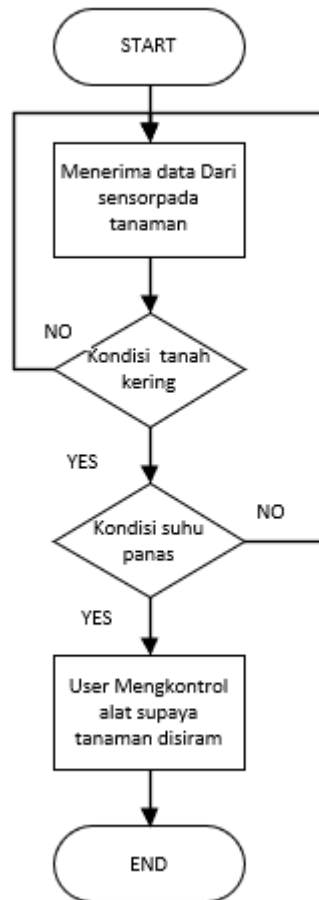 START
Menerima data Dari
sensorpada
tanaman
NO
Kondisi tanah
kering
YES
Kondisi suhu
panas
NO
YES
User Mengkontrol
alat supaya
tanaman disiram
END